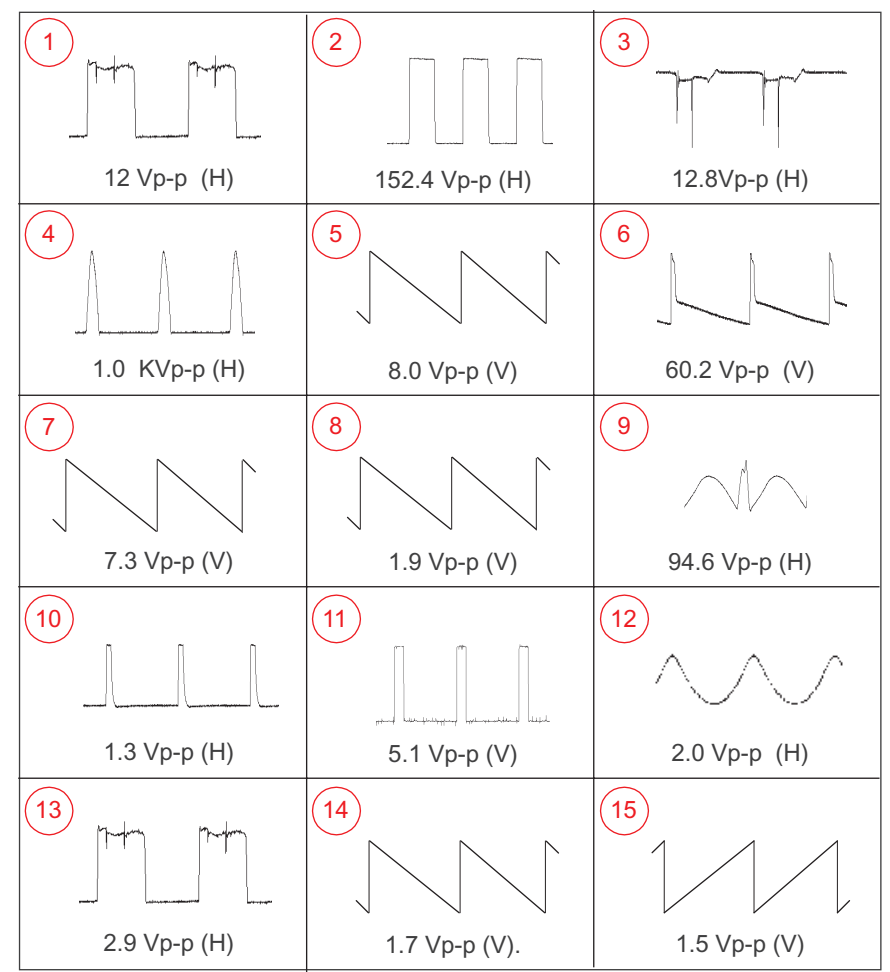 1
2
3
12 Vp-p (H)
152.4 Vp-p (H)
12.8Vp-p (H)
4
5
6
1.0 KVp-p (H)
8.0 Vp-p (V)
60.2 Vp-p (V)
7
8
9
7.3 Vp-p (V)
1.9 Vp-p (V)
94.6 Vp-p (H)
10
11
12
1.3 Vp-p (H)
5.1 Vp-p (V)
2.0 Vp-p (H)
13
14
15
2.9 Vp-p (H)
1.7 Vp-p (V).
1.5 Vp-p (V)